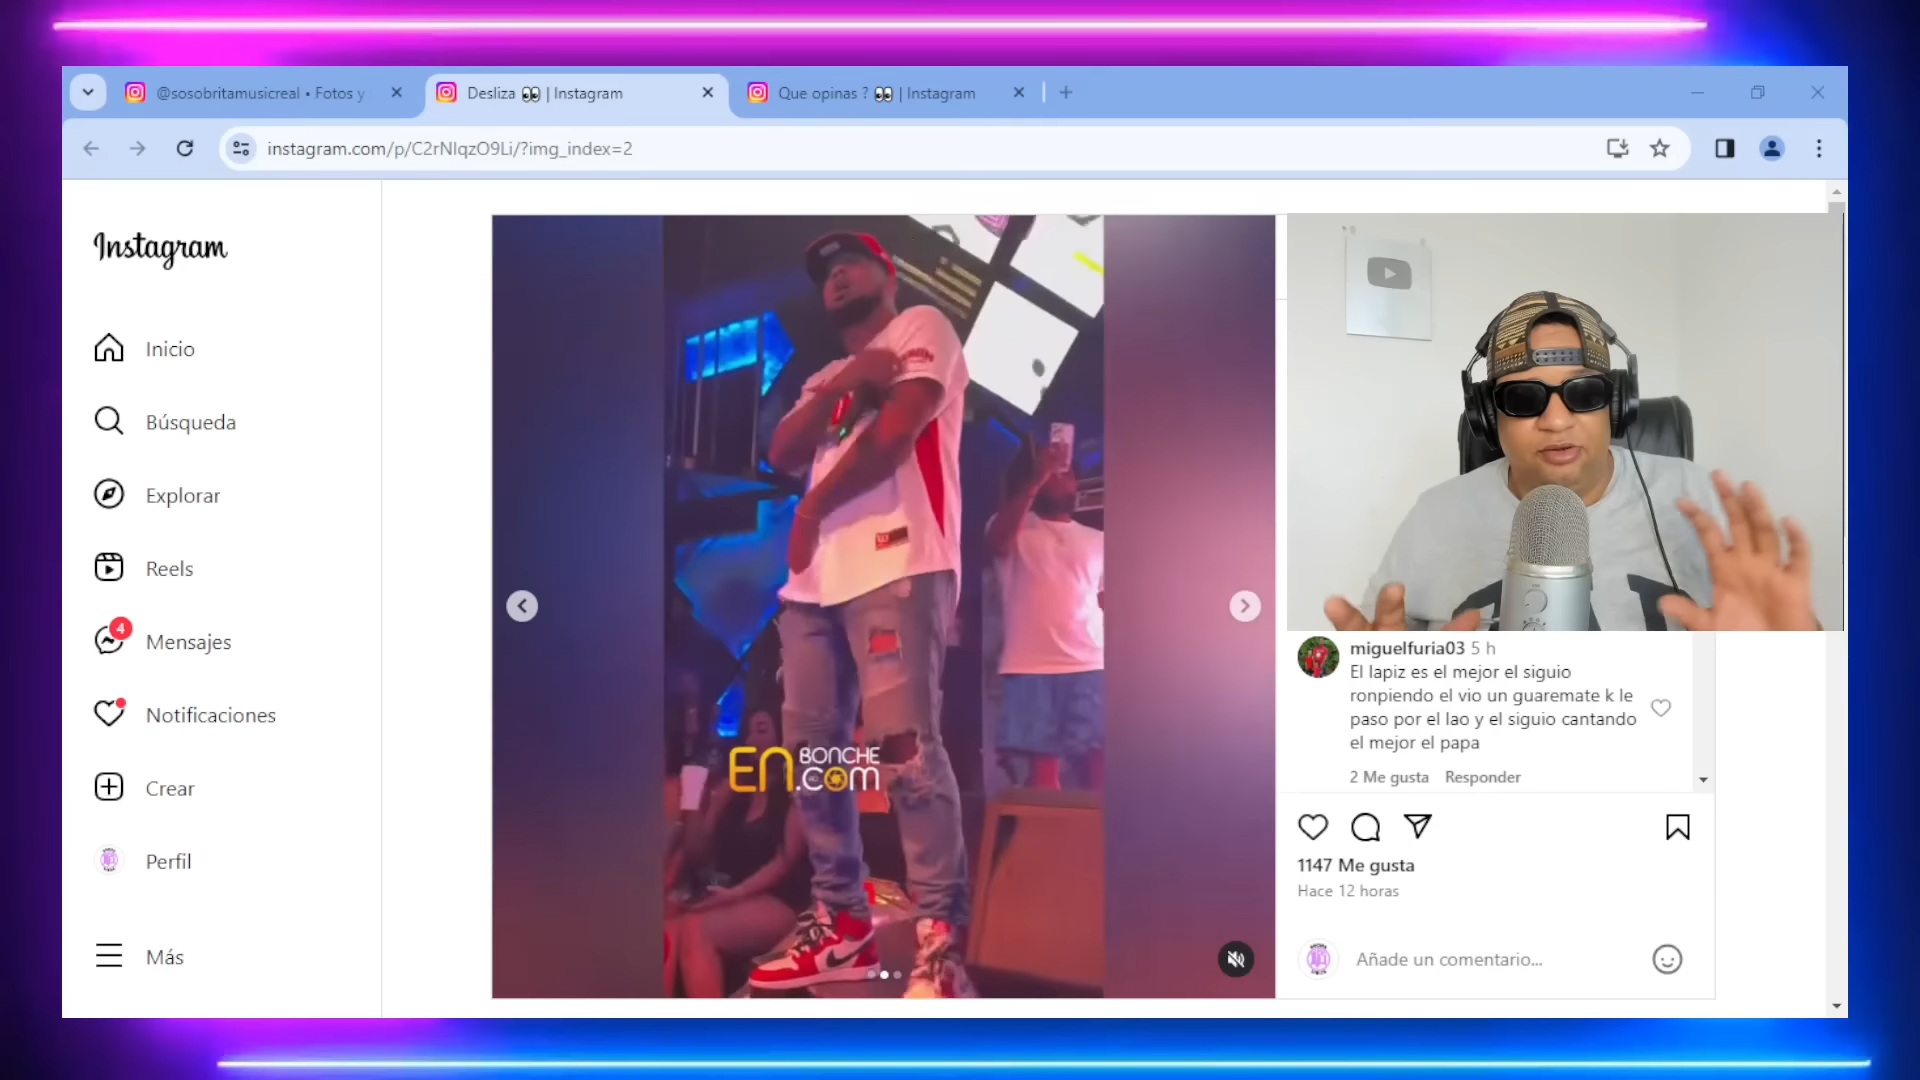 @sosobritamusicreal • Fotos y
Desliza 👀 | Instagram
Que opinas ? 👀 | Instagram
instagram.com/p/C2rNIqzO9Li/?img_index=2
Instagram
Inicio
Búsqueda
Explorar
Reels
4
Mensajes
Notificaciones
Crear
Perfil
Más
EN BONCHE
.com
miguelfuria03 5 h
El lapiz es el mejor el siguio
ronpiendo el vio un guaremate k le
paso por el lao y el siguio cantando
el mejor el papa
2 Me gusta Responder
1147 Me gusta
Hace 12 horas
Añade un comentario...